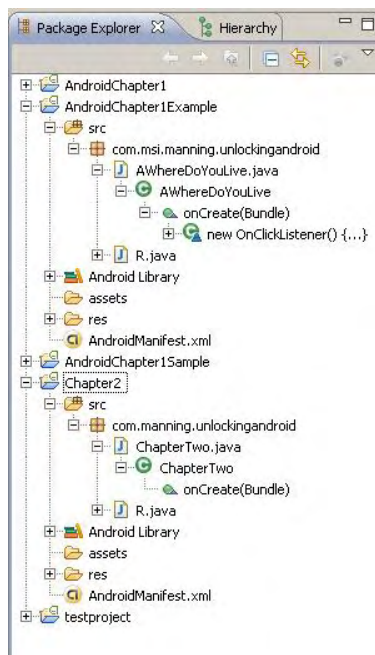 Package Explorer Hierarchy
AndroidChapter1
AndroidChapter1Example
src
com.msi.manning.unlockingandroid
AWhereDoYouLive.java
AWhereDoYouLive
onCreate(Bundle)
new OnClickListener() {...}
R.java
Android Library
assets
res
AndroidManifest.xml
AndroidChapter1Sample
Chapter2
src
com.manning.unlockingandroid
ChapterTwo.java
ChapterTwo
onCreate(Bundle)
R.java
Android Library
assets
res
AndroidManifest.xml
testproject